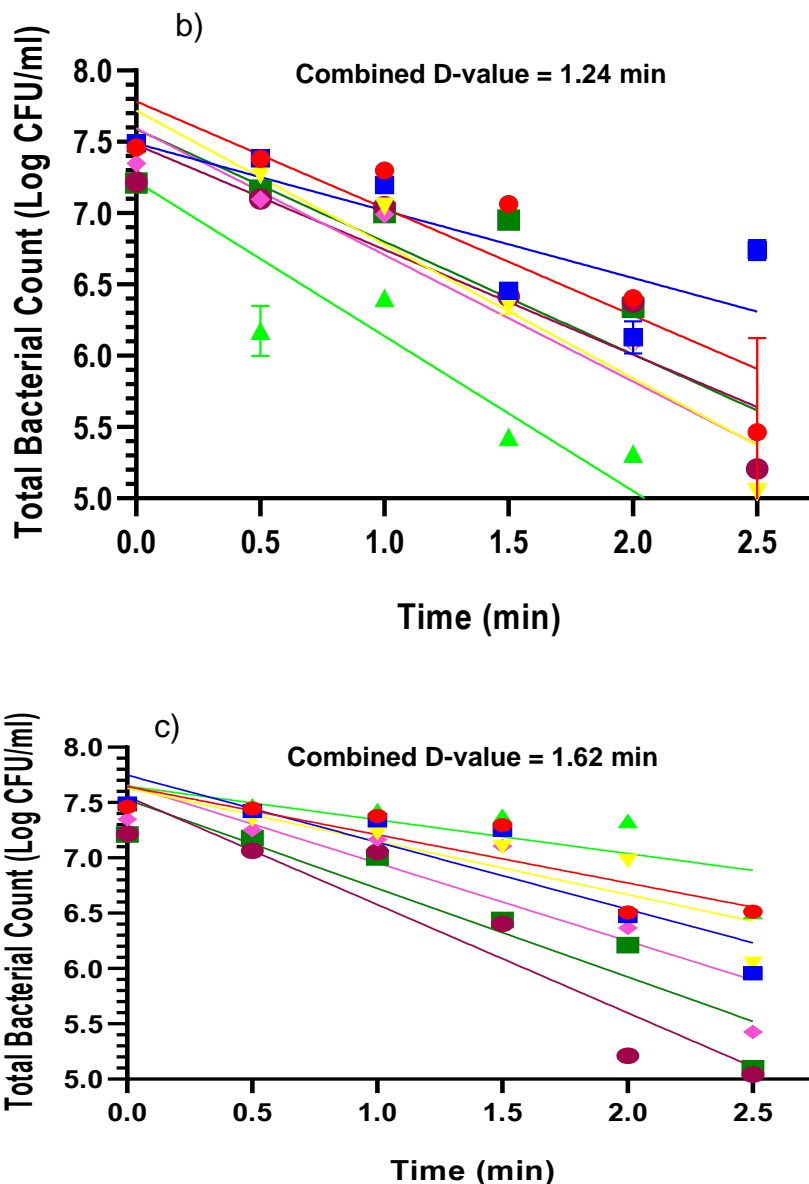 b)
Combined D-value = 1.24 min
Total Bacterial Count (Log CFU/ml)
8.0
7.5
7.0
6.5
6.0
5.5
5.0
0.0 0.5 1.0 1.5 2.0 2.5
Time (min)
c)
Combined D-value = 1.62 min
Total Bacterial Count (Log CFU/ml)
8.0
7.5
7.0
6.5
6.0
5.5
5.0
0.0 0.5 1.0 1.5 2.0 2.5
Time (min)